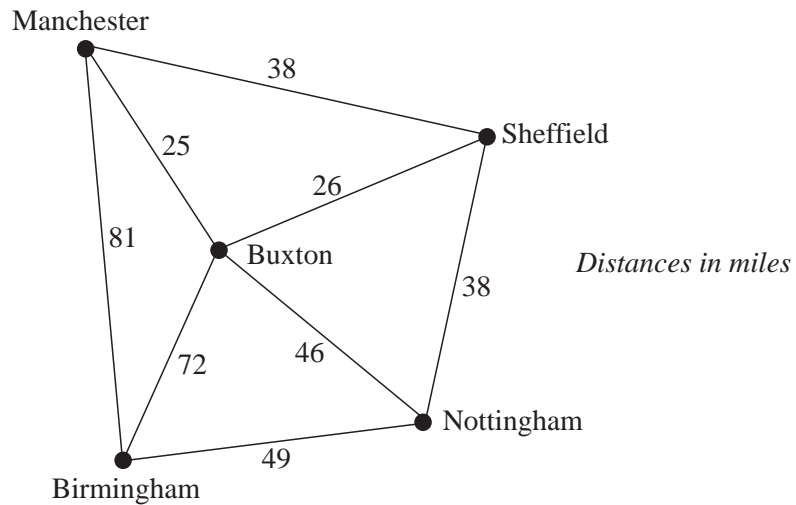 Manchester
38
Sheffield
25
26
81
Buxton
Distances in miles
38
46
72
Nottingham
49
Birmingham